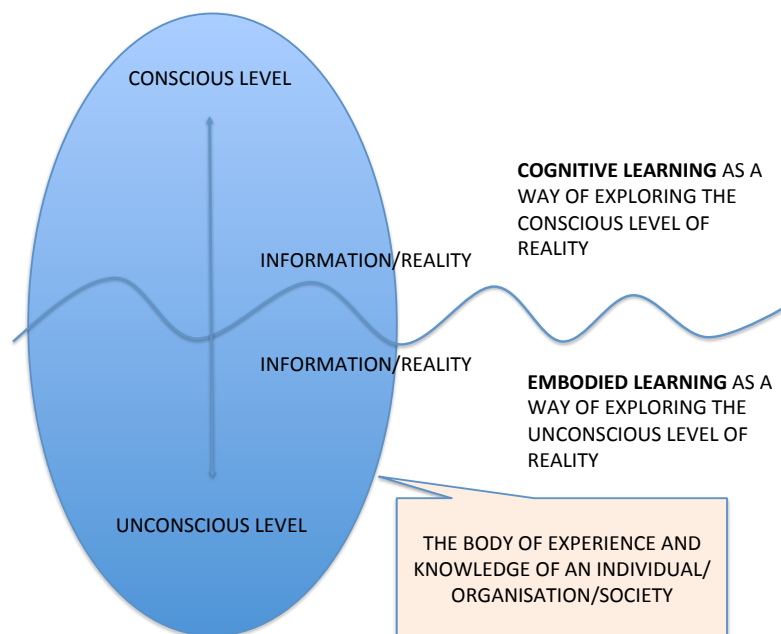 CONSCIOUS LEVEL
COGNITIVE LEARNING AS A
WAY OF EXPLORING THE
CONSCIOUS LEVEL OF
REALITY
INFORMATION/REALITY
INFORMATION/REALITY
EMBODIED LEARNING AS A
WAY OF EXPLORING THE
UNCONSCIOUS LEVEL OF
REALITY
UNCONSCIOUS LEVEL
THE BODY OF EXPERIENCE AND
KNOWLEDGE OF AN INDIVIDUAL/
ORGANISATION/SOCIETY